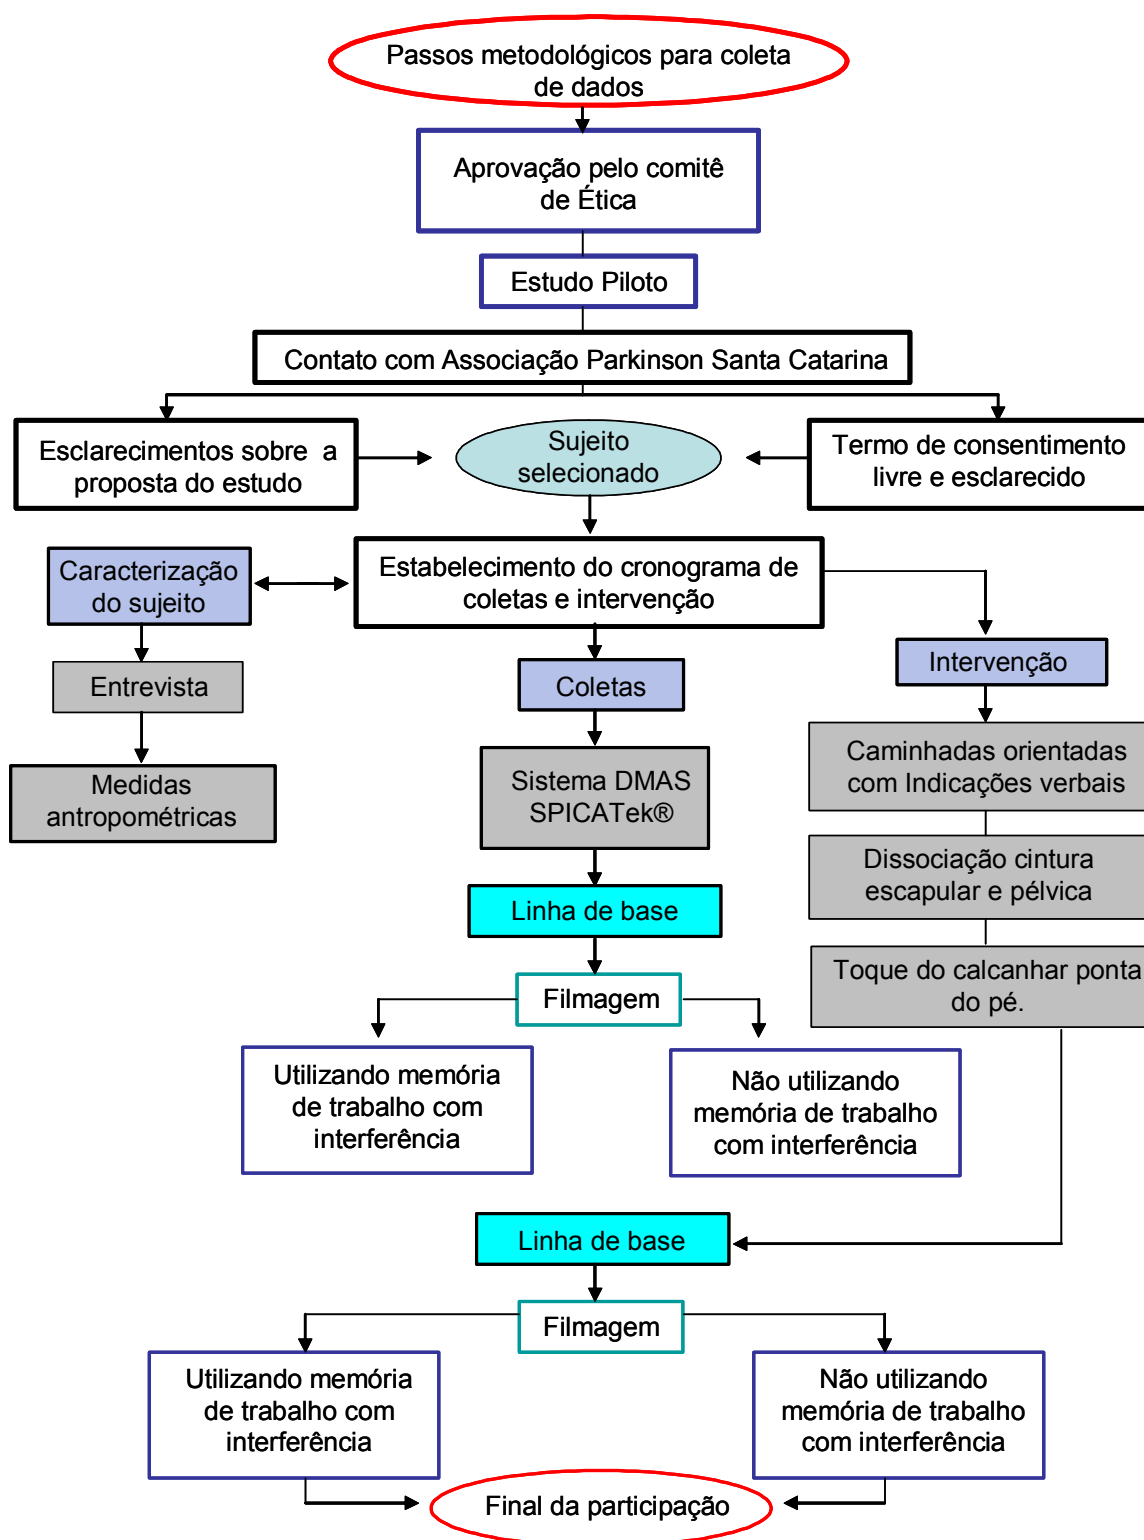 Passos metodológicos para coleta
de dados
Aprovação pelo comitê
de Ética
Estudo Piloto
Contato com Associação Parkinson Santa Catarina
Esclarecimentos sobre a
proposta do estudo
Sujeito
selecionado
Termo de consentimento
livre e esclarecido
Caracterização
do sujeito
Estabelecimento do cronograma de
coletas e intervenção
Entrevista
Medidas
antropométricas
Coletas
Sistema DMAS
SPICATek®
Intervenção
Caminhadas orientadas
com Indicações verbais
Dissociação cintura
escapular e pélvica
Toque do calcanhar ponta
do pé.
Linha de base
Filmagem
Utilizando memória
de trabalho com
interferência
Não utilizando
memória de trabalho
com interferência
Linha de base
Filmagem
Utilizando memória
de trabalho com
interferência
Não utilizando
memória de trabalho
com interferência
Final da participação